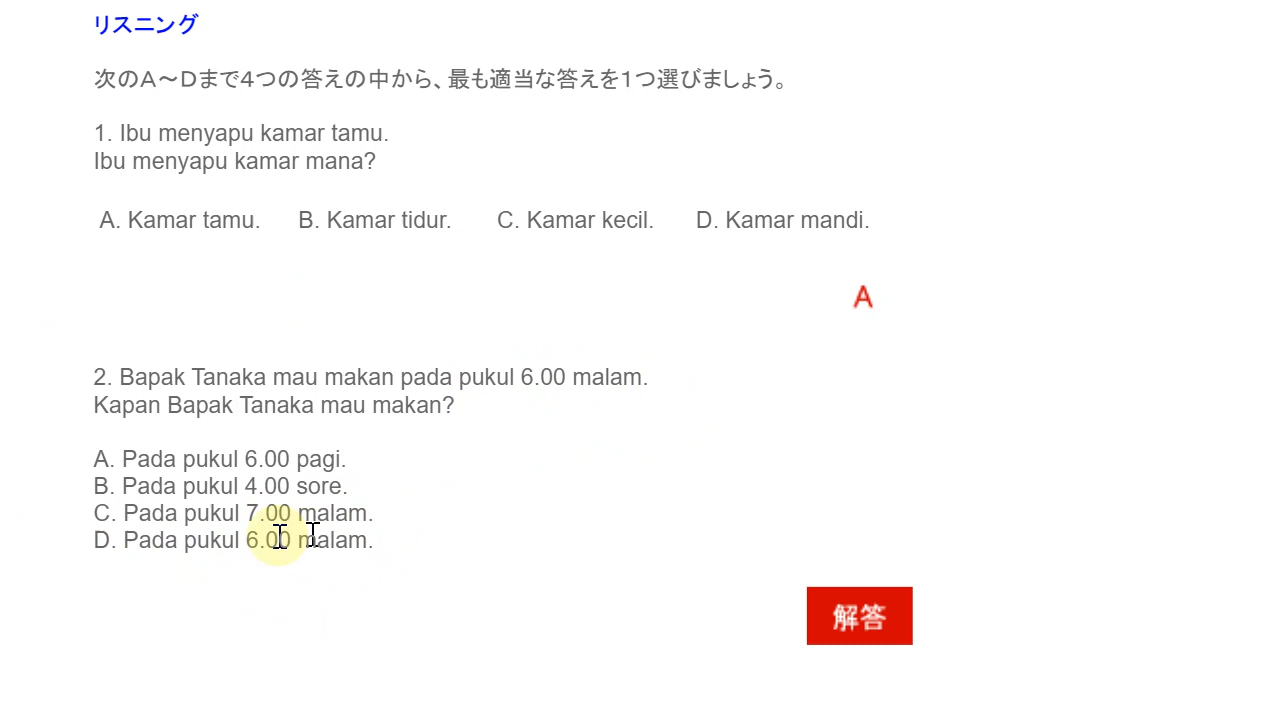 リスニング
次のＡ～Ｄまで４つの答えの中から、最も適当な答えを１つ選びましょう。
1. Ibu menyapu kamar tamu.
Ibu menyapu kamar mana?
A. Kamar tamu. B. Kamar tidur. C. Kamar kecil. D. Kamar mandi.
A
2. Bapak Tanaka mau makan pada pukul 6.00 malam.
Kapan Bapak Tanaka mau makan?
A. Pada pukul 6.00 pagi.
B. Pada pukul 4.00 sore.
C. Pada pukul 7.00 malam.
D. Pada pukul 6.00 malam.
解答